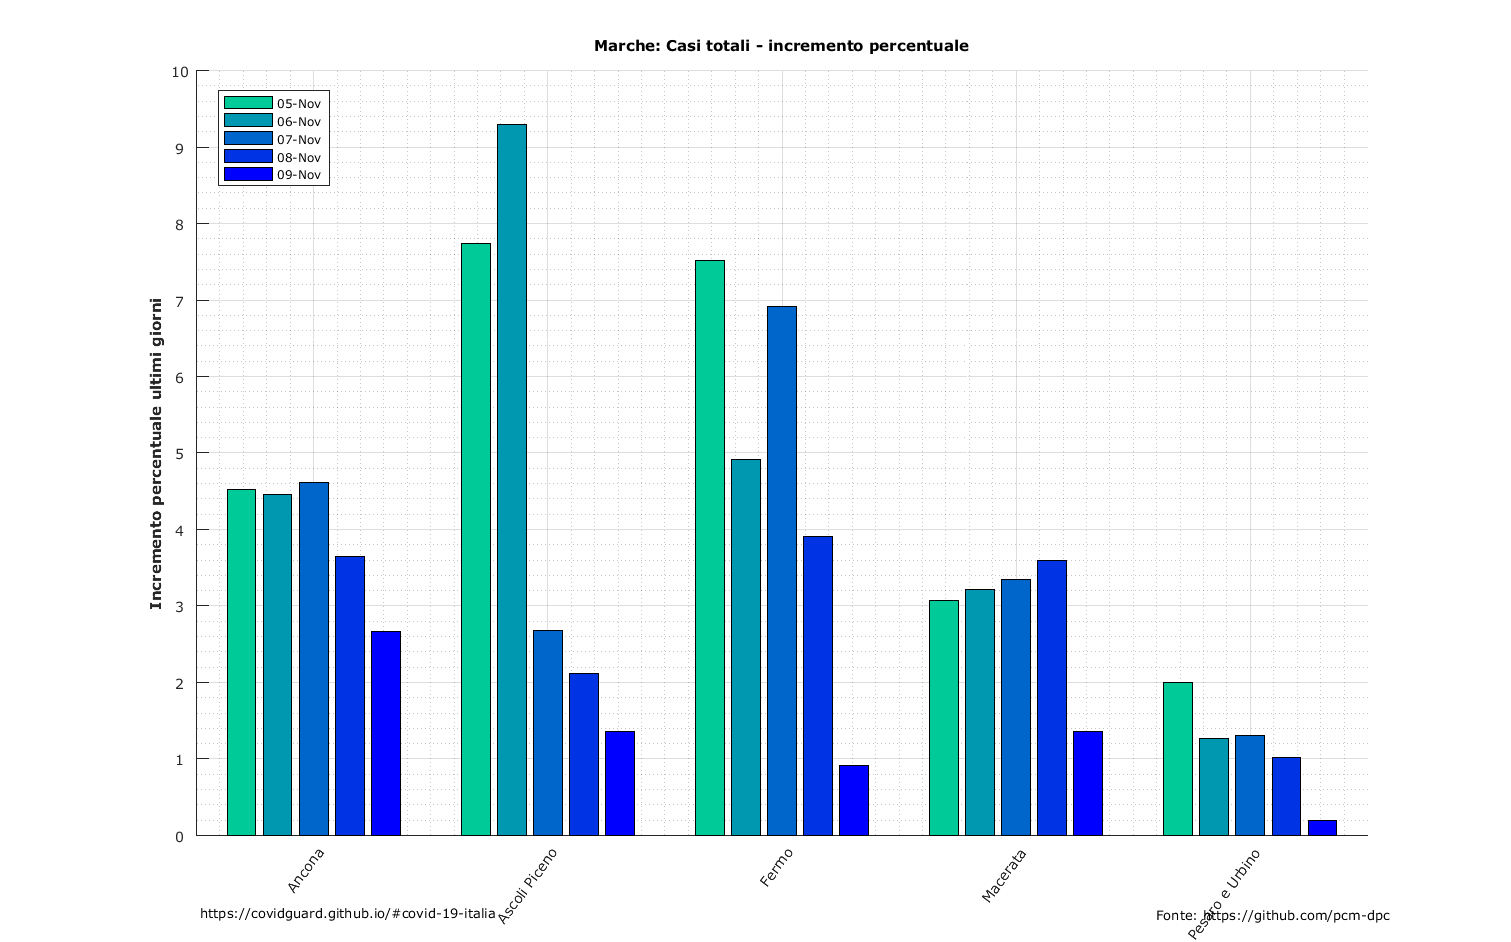 Marche: Casi totali - incremento percentuale
10
9
8
7
6
5
4
3
2
1
0
Incremento percentuale ultimi giorni
05-Nov
06-Nov
07-Nov
08-Nov
09-Nov
Ancona
Ascoli Piceno
Fermo
Macerata
Pesaro e Urbino
https://covidguard.github.io/#covid-19-italia
Fonte: https://github.com/pcm-dpc